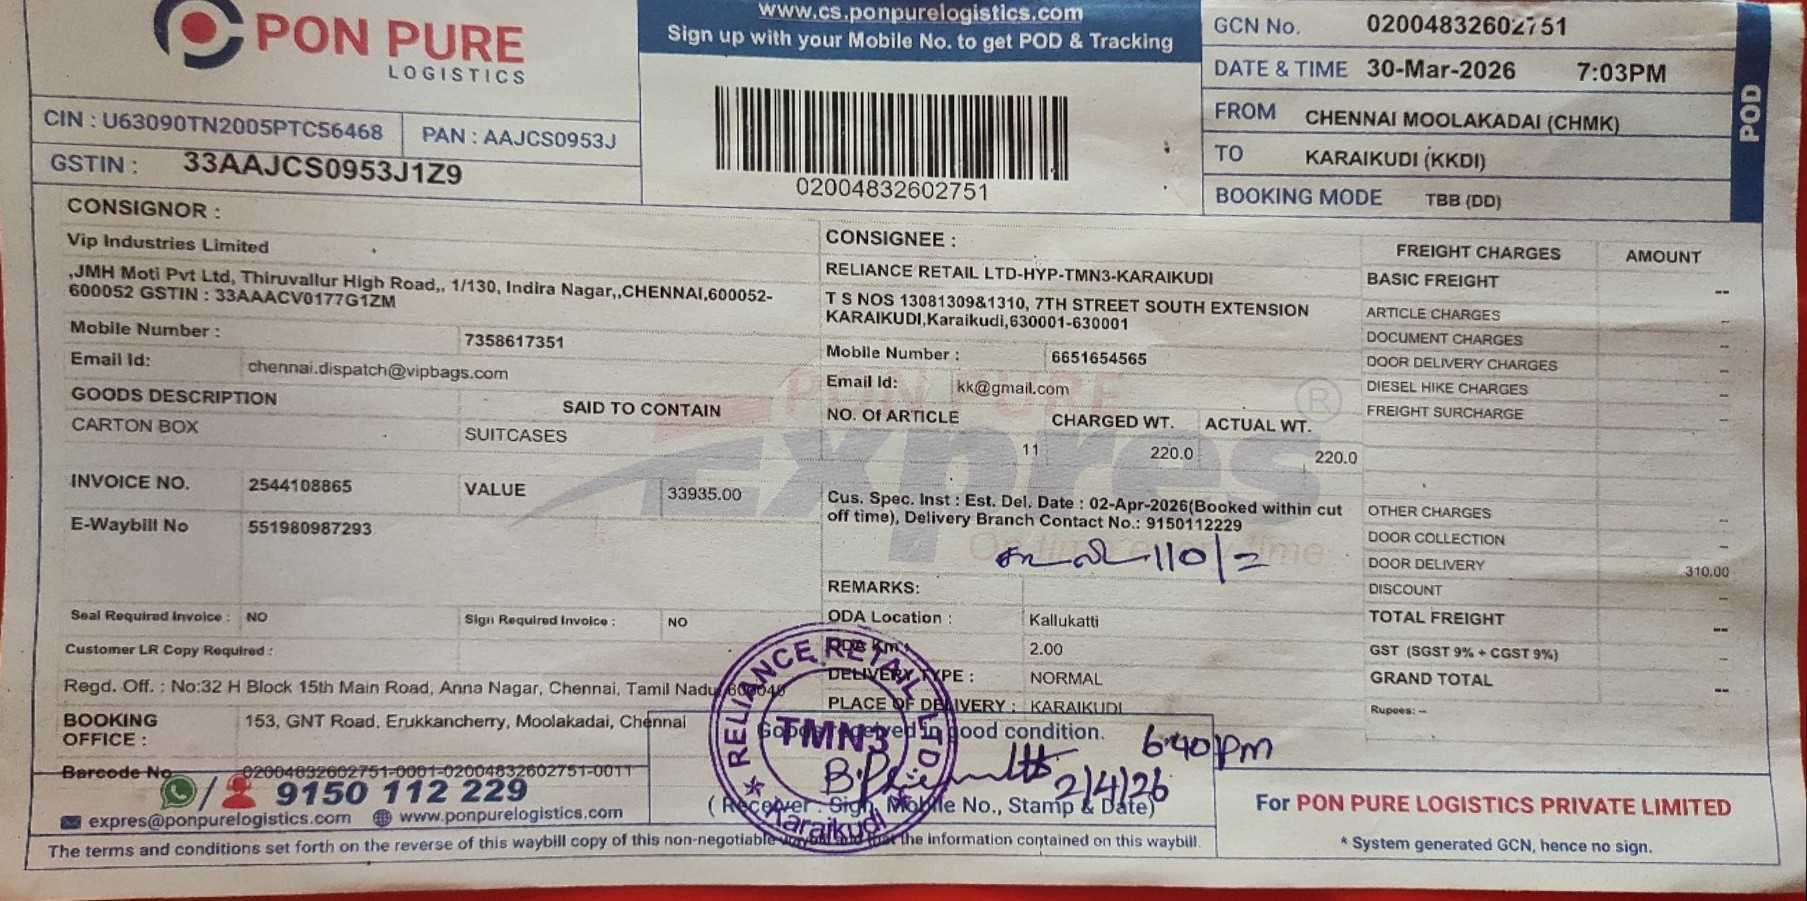 PON PURE
LOGISTICS
www.cs.ponpurelogistics.com
Sign up with your Mobile No. to get POD & Tracking
02004832602751
GCN No. 02004832602751
DATE & TIME 30-Mar-2026 7:03PM
FROM CHENNAI MOOLAKADAI (CHMK)
TO KARAIKUDI (KKDI)
BOOKING MODE TBB (DD)
POD
CIN : U63090TN2005PTC56468 PAN : AAJCS0953J
GSTIN : 33AAJCS0953J1Z9
CONSIGNOR :
Vip Industries Limited
,JMH Moti Pvt Ltd, Thiruvallur High Road,, 1/130, Indira Nagar,,CHENNAI,600052-
600052 GSTIN : 33AAACV0177G1ZM
Mobile Number : 7358617351
Email Id: chennai.dispatch@vipbags.com
GOODS DESCRIPTION SAID TO CONTAIN
CARTON BOX SUITCASES
INVOICE NO. 2544108865 VALUE 33935.00
E-Waybill No 551980987293
Seal Required Invoice : NO Sign Required Invoice : NO
Customer LR Copy Required :
Regd. Off. : No:32 H Block 15th Main Road, Anna Nagar, Chennai, Tamil Nadu, 600040
BOOKING OFFICE : 153, GNT Road, Erukkancherry, Moolakadai, Chennai
Barcode No 02004832602751-0001-02004832602751-0011
CONSIGNEE :
RELIANCE RETAIL LTD-HYP-TMN3-KARAIKUDI
T S NOS 13081309&1310, 7TH STREET SOUTH EXTENSION
KARAIKUDI,Karaikudi,630001-630001
Mobile Number : 6651654565
Email Id: kk@gmail.com
NO. Of ARTICLE CHARGED WT. ACTUAL WT.
11 220.0 220.0
PON PURE
Expres ®
Cus. Spec. Inst : Est. Del. Date : 02-Apr-2026(Booked within cut
off time), Delivery Branch Contact No.: 9150112229
110/=
REMARKS:
ODA Location : Kallukatti
ODA Km : 2.00
DELIVERY TYPE : NORMAL
PLACE OF DELIVERY : KARAIKUDI
FREIGHT CHARGES AMOUNT
BASIC FREIGHT --
ARTICLE CHARGES --
DOCUMENT CHARGES --
DOOR DELIVERY CHARGES --
DIESEL HIKE CHARGES --
FREIGHT SURCHARGE --
OTHER CHARGES --
DOOR COLLECTION --
DOOR DELIVERY 310.00
DISCOUNT --
TOTAL FREIGHT --
GST (SGST 9% + CGST 9%) --
GRAND TOTAL --
Rupees: --
Goods received in good condition.
6.40 pm
2/4/26
( Receiver : Sign, Mobile No., Stamp & Date)
RELIANCE RETAIL LTD
TMN3
Karaikudi
9150 112 229
expres@ponpurelogistics.com www.ponpurelogistics.com
The terms and conditions set forth on the reverse of this waybill copy of this non-negotiable waybill and that the information contained on this waybill.
For PON PURE LOGISTICS PRIVATE LIMITED
* System generated GCN, hence no sign.